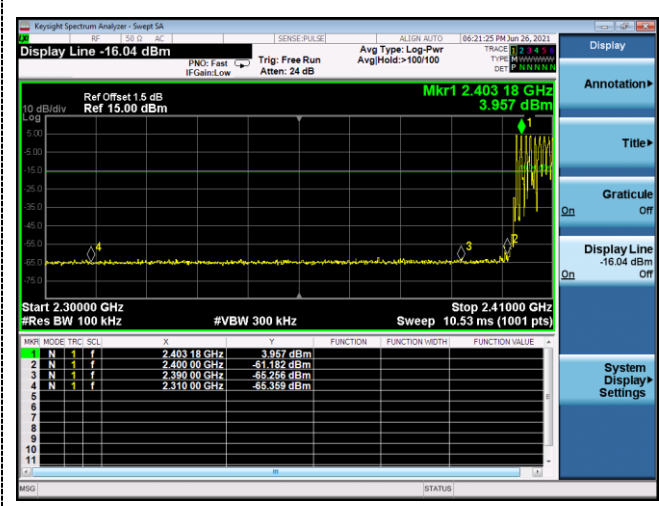 Keysight Spectrum Analyzer - Swept SA
RF 50 Ω AC SENSE:PULSE ALIGN AUTO 06:21:25 PM Jun 26, 2021
Display Line -16.04 dBm
PNO: Fast
IFGain:Low
Trig: Free Run
Atten: 24 dB
Avg Type: Log-Pwr
Avg|Hold:>100/100
TRACE 1 2 3 4 5 6
TYPE M W W W W W
DET P N N N N N
Display
Annotation
Title
Graticule
On Off
Display Line
-16.04 dBm
On Off
System
Display
Settings
Mkr1 2.403 18 GHz
3.957 dBm
Ref Offset 1.5 dB
10 dB/div Ref 15.00 dBm
Log
5.00
-5.00
-15.0
-25.0
-35.0
-45.0
-55.0
-65.0
-75.0
1
2
3
4
Start 2.30000 GHz Stop 2.41000 GHz
#Res BW 100 kHz #VBW 300 kHz Sweep 10.53 ms (1001 pts)
MKR MODE TRC SCL X Y FUNCTION FUNCTION WIDTH FUNCTION VALUE
1 N 1 f 2.403 18 GHz 3.957 dBm
2 N 1 f 2.400 00 GHz -61.182 dBm
3 N 1 f 2.390 00 GHz -65.256 dBm
4 N 1 f 2.310 00 GHz -65.359 dBm
5
6
7
8
9
10
11
MSG STATUS